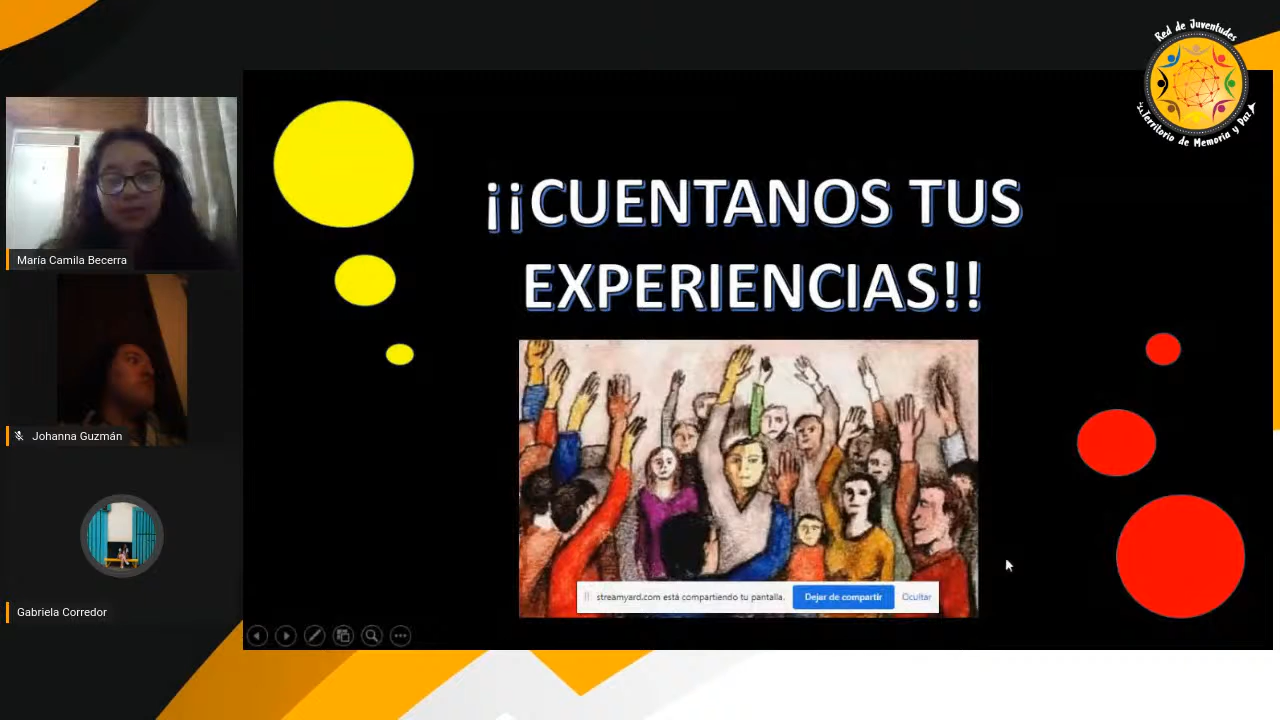 Red de Juventudes
Territorio de Memoria y Paz
¡¡CUENTANOS TUS
EXPERIENCIAS!!
María Camila Becerra
Johanna Guzmán
Gabriela Corredor
streamyard.com está compartiendo tu pantalla.
Dejar de compartir
Ocultar